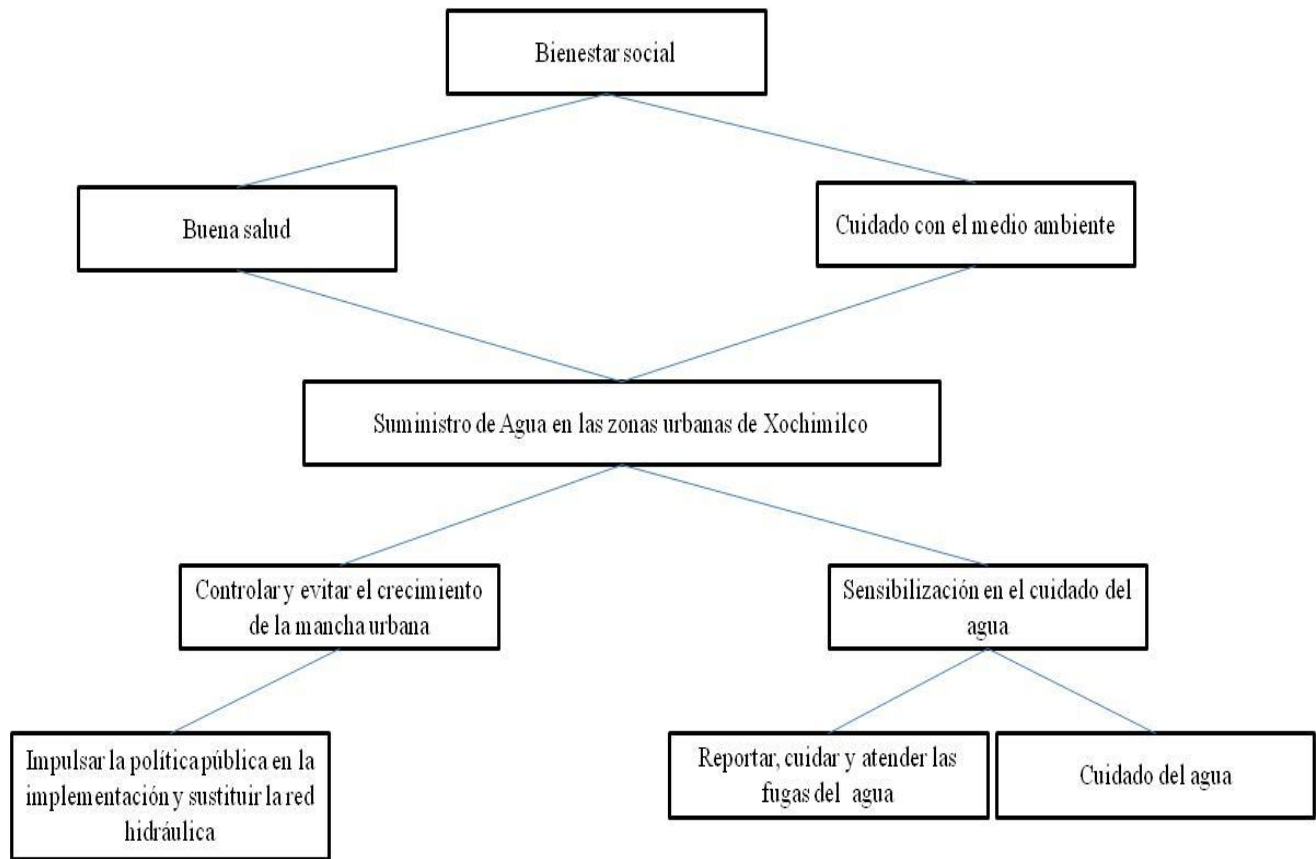 Bienestar social
Buena salud
Cuidado con el medio ambiente
Suministro de Agua en las zonas urbanas de Xochimilco
Controlar y evitar el crecimiento
de la mancha urbana
Sensibilización en el cuidado del
agua
Impulsar la política pública en la
implementación y sustituir la red
hidráulica
Reportar, cuidar y atender las
fugas del agua
Cuidado del agua